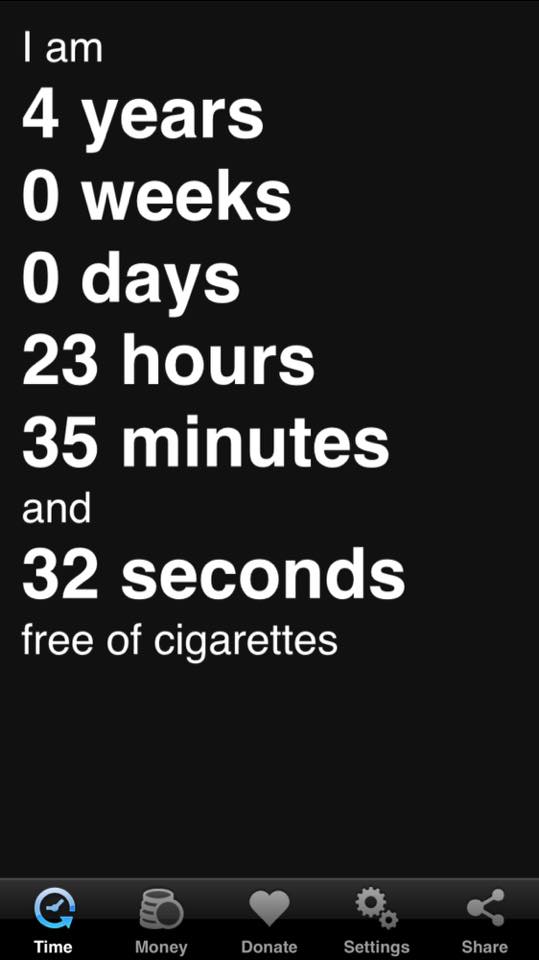 I am
4 years
0 weeks
0 days
23 hours
35 minutes
and
32 seconds
free of cigarettes
Time Money Donate Settings Share